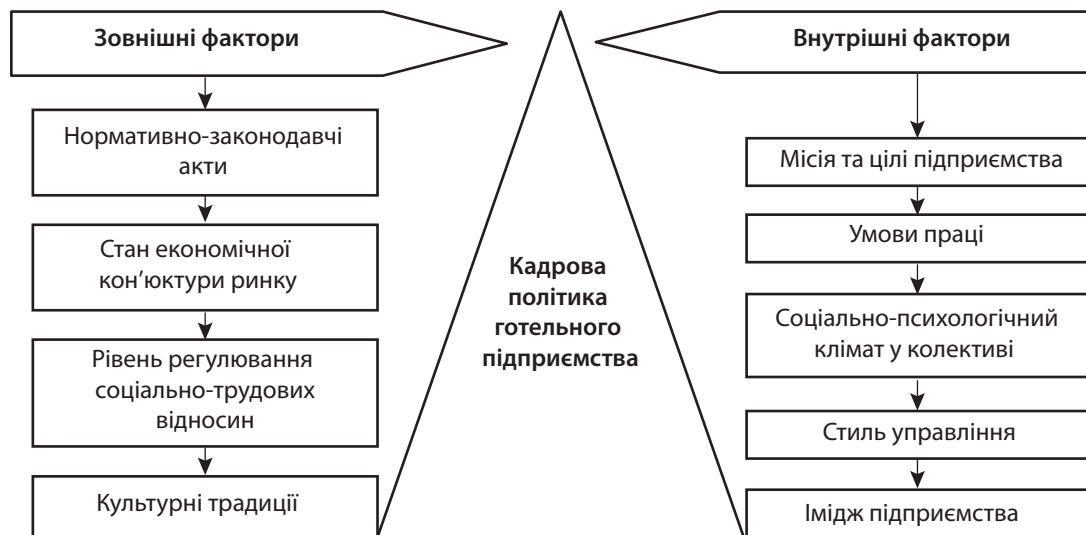 Зовнішні фактори
Нормативно-законодавчі
акти
Стан економічної
кон’юктури ринку
Рівень регулювання
соціально-трудових
відносин
Культурні традиції
Кадрова
політика
готельного
підприємства
Внутрішні фактори
Місія та цілі підприємства
Умови праці
Соціально-психологічний
клімат у колективі
Стиль управління
Імідж підприємства